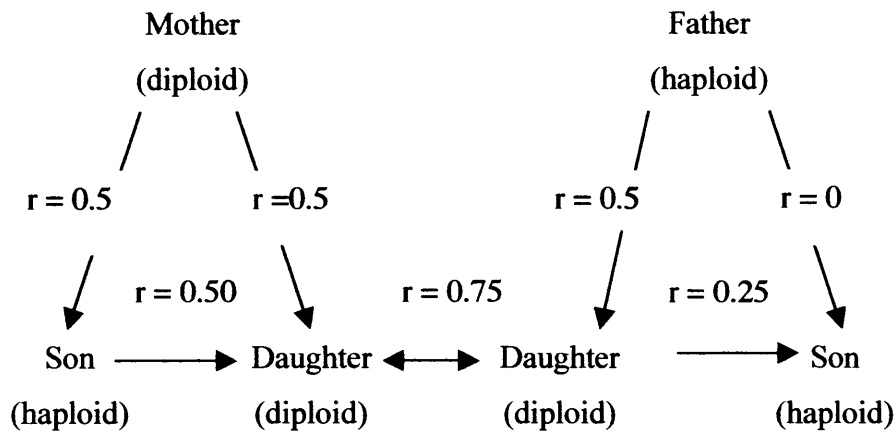 Mother Father
(diploid) (haploid)
r = 0.5 r =0.5 r = 0.5 r = 0
r = 0.50 r = 0.75 r = 0.25
Son Daughter Daughter Son
(haploid) (diploid) (diploid) (haploid)